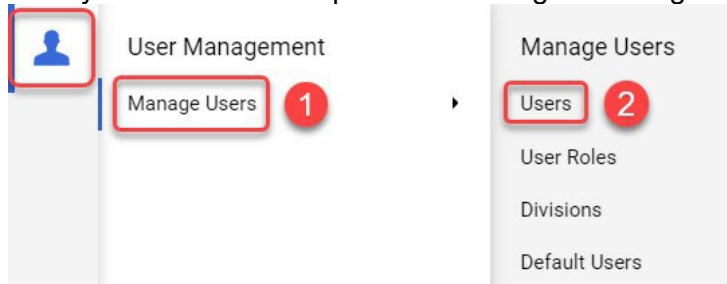 User Management
Manage Users 1
Manage Users
Users 2
User Roles
Divisions
Default Users